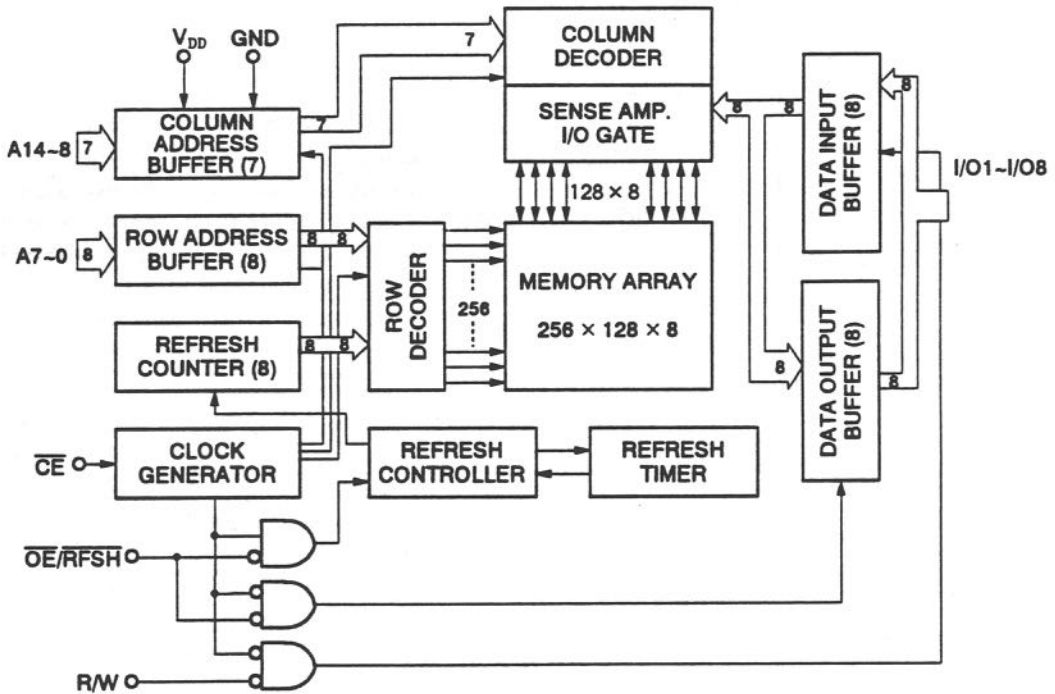 V_DD
GND
COLUMN
DECODER
7
SENSE AMP.
I/O GATE
8
8
8
DATA INPUT
BUFFER (8)
A14~8
7
COLUMN
ADDRESS
BUFFER (7)
7
I/O1~I/O8
128 × 8
A7~0
8
ROW ADDRESS
BUFFER (8)
8
8
ROW
DECODER
256
MEMORY ARRAY
256 × 128 × 8
REFRESH
COUNTER (8)
8
8
8
DATA OUTPUT
BUFFER (8)
8
C̅E̅
CLOCK
GENERATOR
REFRESH
CONTROLLER
REFRESH
TIMER
O̅E̅/R̅F̅S̅H̅
R/W